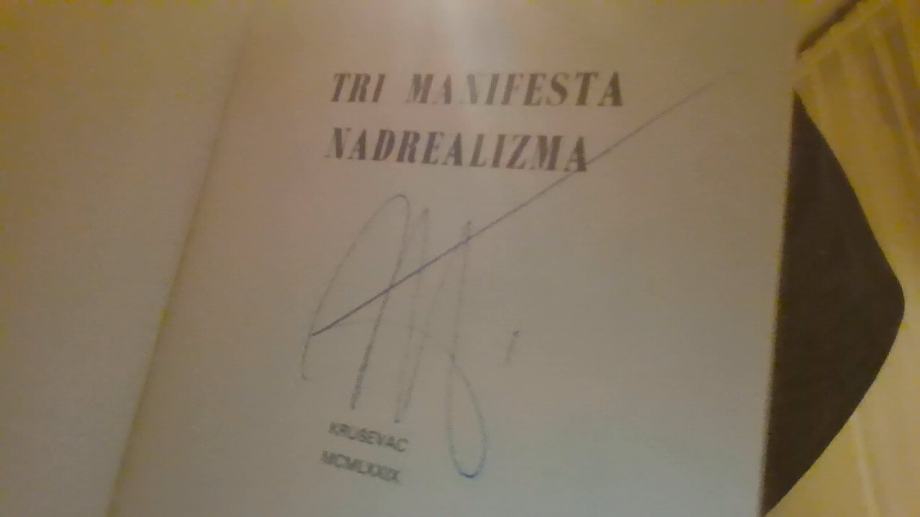 TRI MANIFESTA
NADREALIZMA
KRUŠEVAC
MCMLXXIX